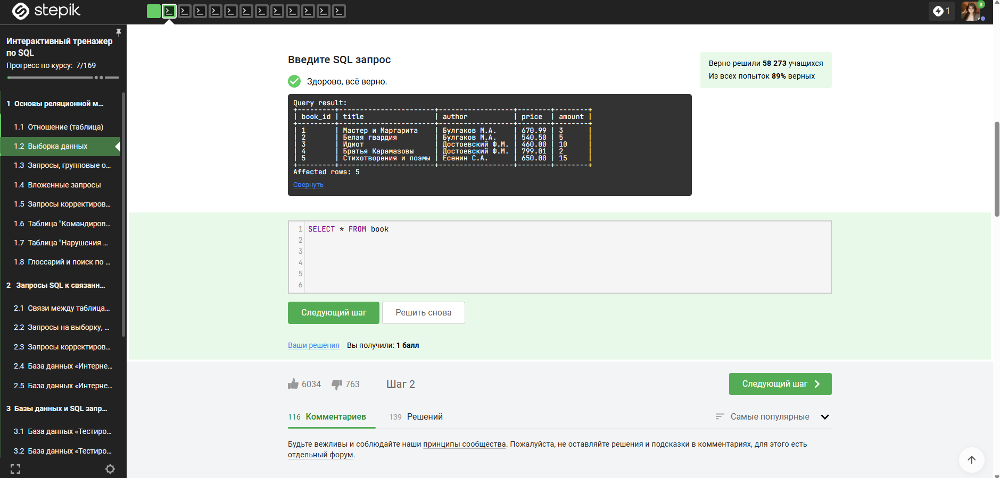 stepik
1
3
Интерактивный тренажер
по SQL
Прогресс по курсу: 7/169
1 Основы реляционной м...
1.1 Отношение (таблица)
1.2 Выборка данных
1.3 Запросы, групповые о...
1.4 Вложенные запросы
1.5 Запросы корректиров...
1.6 Таблица "Командиров...
1.7 Таблица "Нарушения ...
1.8 Глоссарий и поиск по ...
2 Запросы SQL к связанн...
2.1 Связи между таблица...
2.2 Запросы на выборку, ...
2.3 Запросы корректиров...
2.4 База данных «Интерне...
2.5 База данных «Интерне...
3 Базы данных и SQL запр...
3.1 База данных «Тестиро...
3.2 База данных «Тестиро...
Введите SQL запрос
Здорово, всё верно.
Верно решили 58 273 учащихся
Из всех попыток 89% верных
Query result:
+---------+-----------------------+------------------+--------+--------+
| book_id | title                 | author           | price  | amount |
+---------+-----------------------+------------------+--------+--------+
| 1       | Мастер и Маргарита    | Булгаков М.А.    | 670.99 | 3      |
| 2       | Белая гвардия         | Булгаков М.А.    | 540.50 | 5      |
| 3       | Идиот                 | Достоевский Ф.М. | 460.00 | 10     |
| 4       | Братья Карамазовы     | Достоевский Ф.М. | 799.01 | 2      |
| 5       | Стихотворения и поэмы | Есенин С.А.      | 650.00 | 15     |
+---------+-----------------------+------------------+--------+--------+
Affected rows: 5
Свернуть
1 SELECT * FROM book
2
3
4
5
6
Следующий шаг Решить снова
Ваши решения Вы получили: 1 балл
6034 763 Шаг 2 Следующий шаг
116 Комментариев 139 Решений Самые популярные
Будьте вежливы и соблюдайте наши принципы сообщества. Пожалуйста, не оставляйте решения и подсказки в комментариях, для этого есть
отдельный форум.